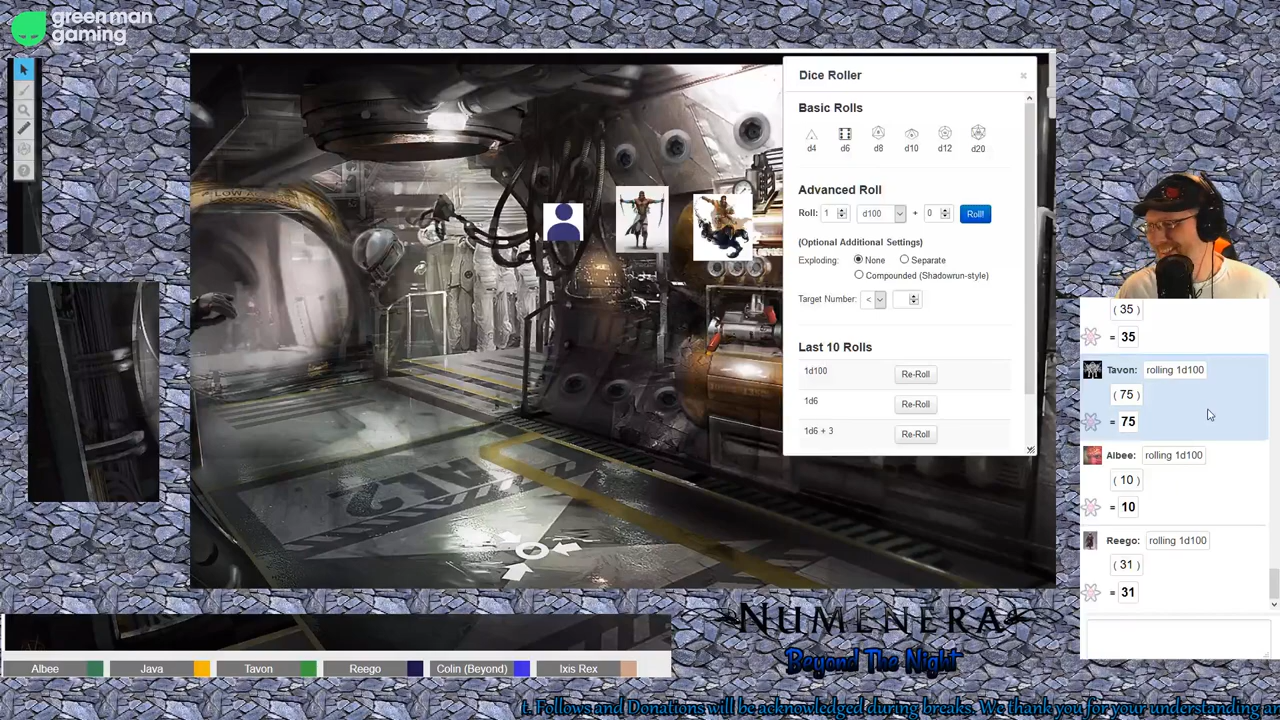 green man
gaming
LOW AC
Dice Roller
×
Basic Rolls
d4 d6 d8 d10 d12 d20
Advanced Roll
Roll: 1 d100 + 0 Roll!
(Optional Additional Settings)
Exploding: None Separate
Compounded (Shadowrun-style)
Target Number: <
Last 10 Rolls
1d100 Re-Roll
1d6 Re-Roll
1d6 + 3 Re-Roll
( 35 )
= 35
Tavon: rolling 1d100
( 75 )
= 75
Albee: rolling 1d100
( 10 )
= 10
Reego: rolling 1d100
( 31 )
= 31
NUMENERA
Beyond The Night
Albee Java Tavon Reego Colin (Beyond) Ixis Rex
t. Follows and Donations will be acknowledged during breaks. We thank you for your understanding an